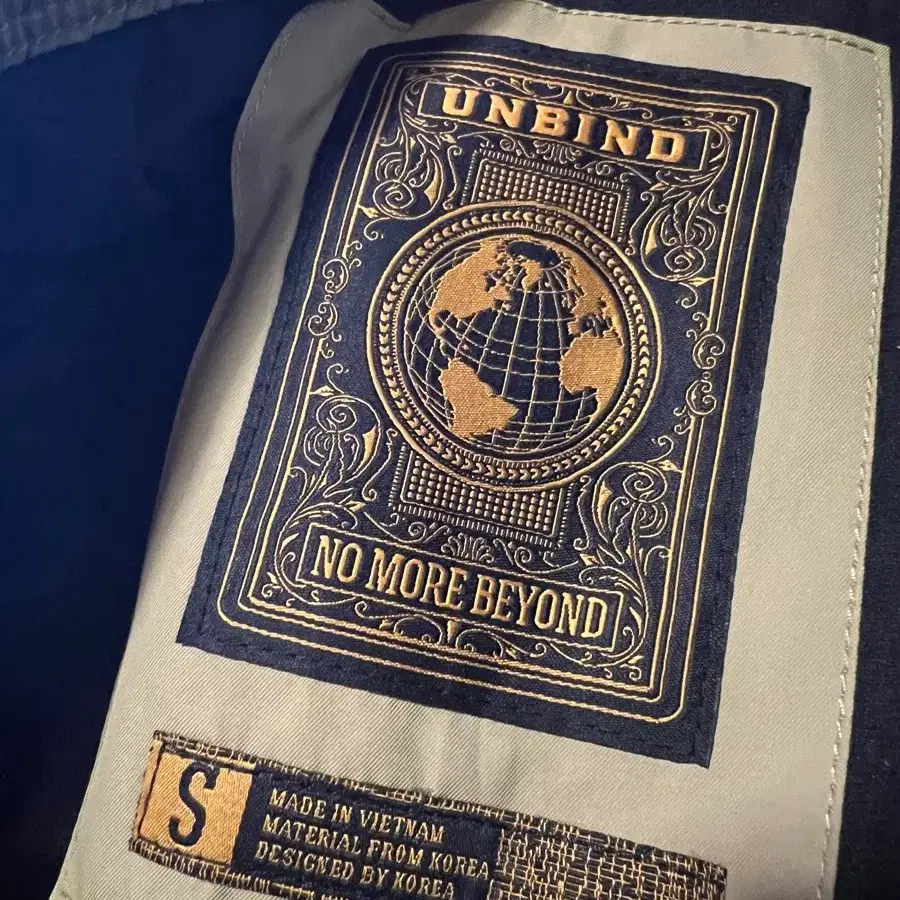 UNBIND
NO MORE BEYOND
S
MADE IN VIETNAM
MATERIAL FROM KOREA
DESIGNED BY KOREA